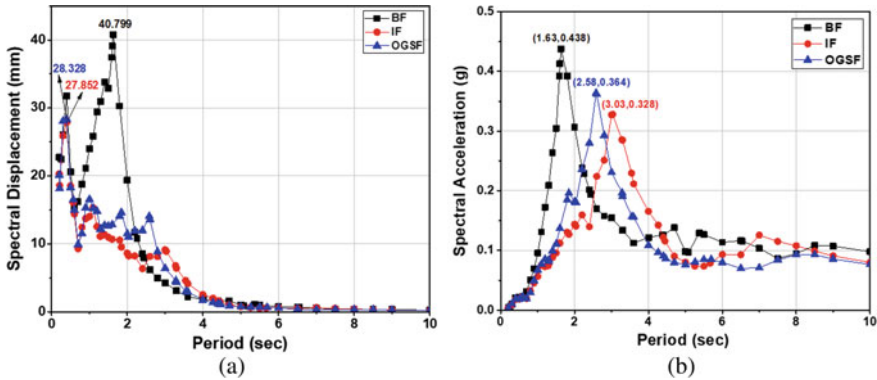 40.799
28.328
27.852
BF
IF
OGSF
Spectral Displacement (mm)
40
30
20
10
0
0 2 4 6 8 10
Period (sec)
(a)
(1.63,0.438)
(2.58,0.364)
(3.03,0.328)
BF
IF
OGSF
Spectral Acceleration (g)
0.5
0.4
0.3
0.2
0.1
0.0
0 2 4 6 8 10
Period (sec)
(b)